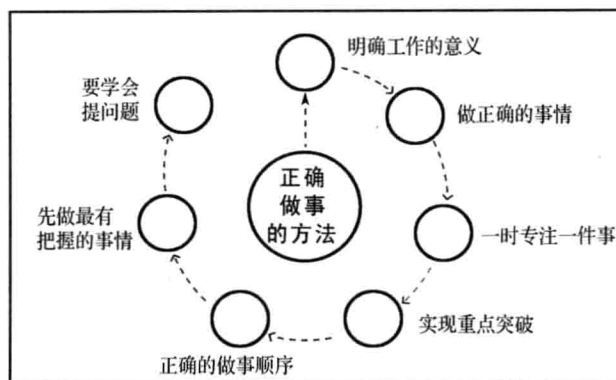 正确
做事
的方法
明确工作的意义
做正确的事情
一时专注一件事
实现重点突破
正确的做事顺序
先做最有
把握的事情
要学会
提问题